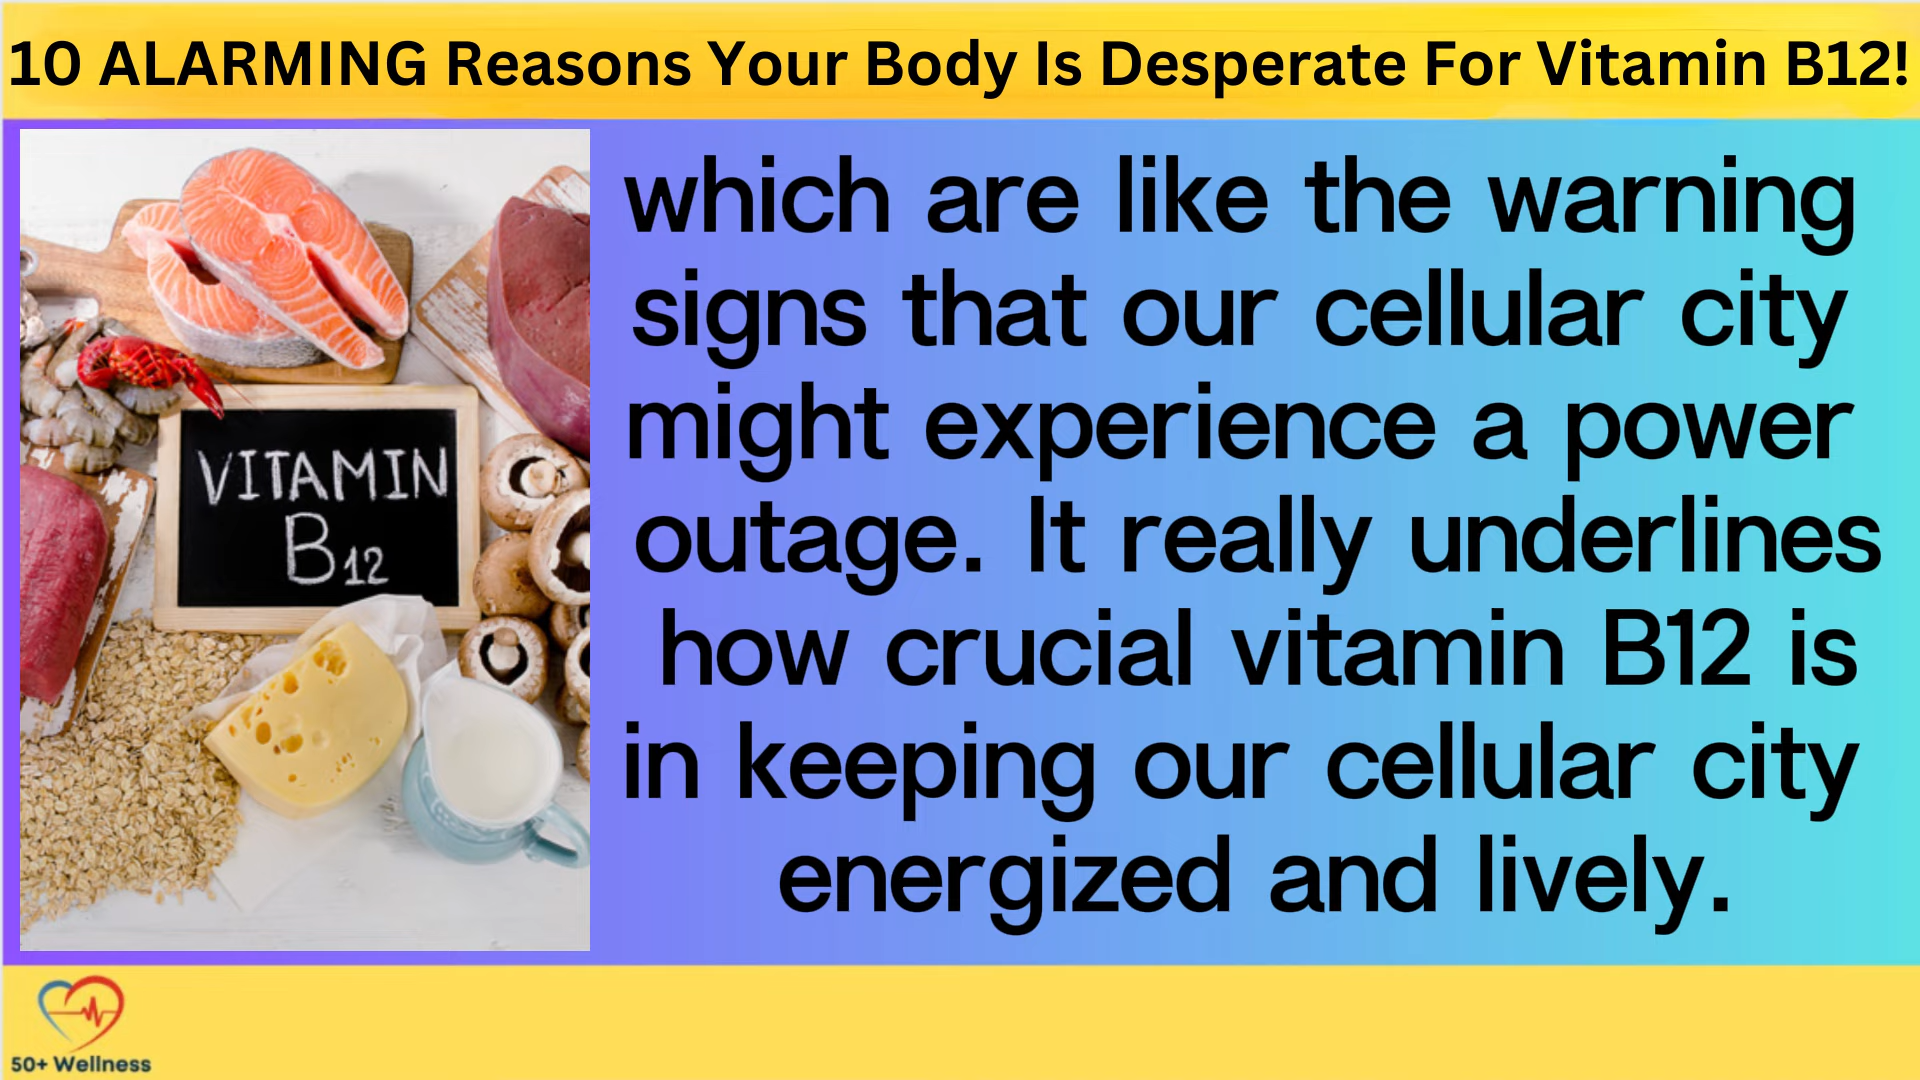 10 ALARMING Reasons Your Body Is Desperate For Vitamin B12!
which are like the warning
signs that our cellular city
might experience a power
outage. It really underlines
how crucial vitamin B12 is
in keeping our cellular city
energized and lively.
VITAMIN
B12
50+ Wellness